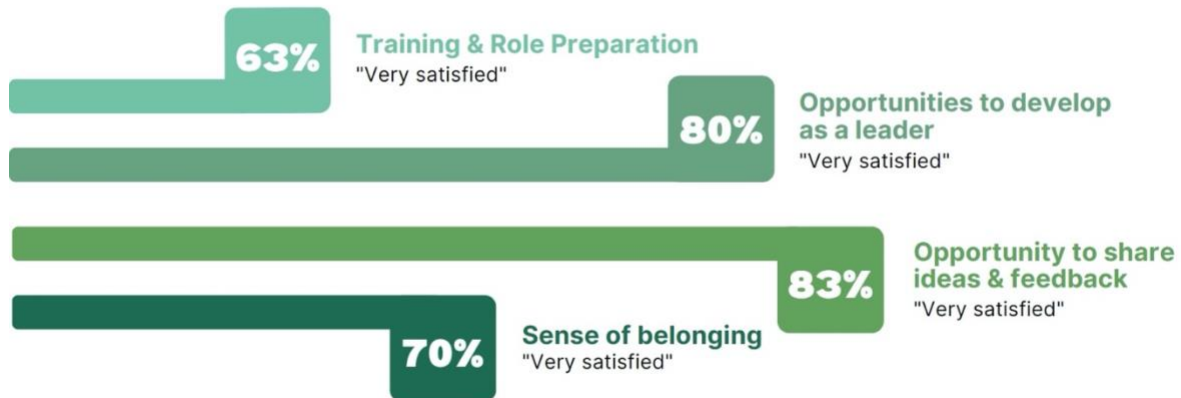 63%
Training & Role Preparation
"Very satisfied"
80%
Opportunities to develop
as a leader
"Very satisfied"
83%
Opportunity to share
ideas & feedback
"Very satisfied"
70%
Sense of belonging
"Very satisfied"